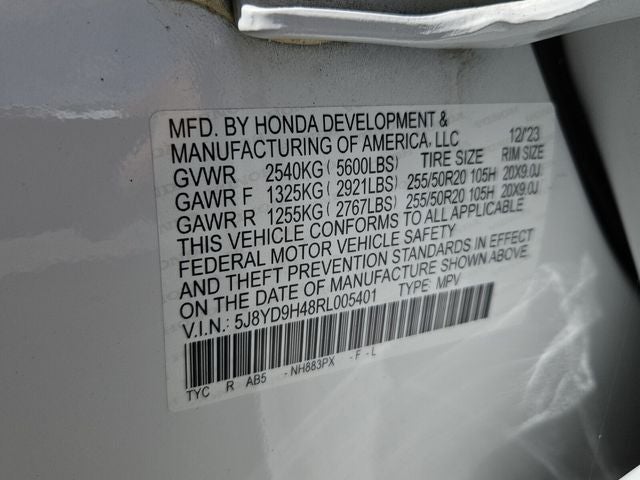 MFD. BY HONDA DEVELOPMENT &
MANUFACTURING OF AMERICA, LLC 12/'23
GVWR 2540KG ( 5600LBS) TIRE SIZE RIM SIZE
GAWR F 1325KG ( 2921LBS) 255/50R20 105H 20X9.0J
GAWR R 1255KG ( 2767LBS) 255/50R20 105H 20X9.0J
THIS VEHICLE CONFORMS TO ALL APPLICABLE
FEDERAL MOTOR VEHICLE SAFETY
AND THEFT PREVENTION STANDARDS IN EFFECT
ON THE DATE OF MANUFACTURE SHOWN ABOVE.
V.I.N.: 5J8YD9H48RL005401 TYPE: MPV
TYC R AB5 - NH883PX - F - L